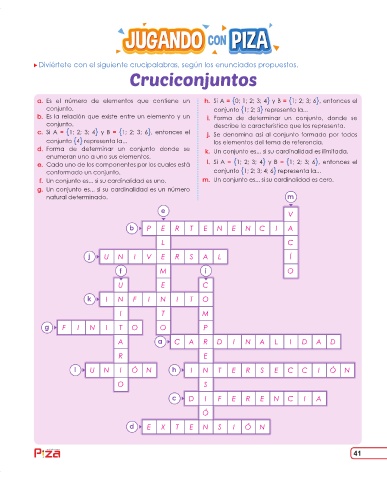 JUGANDO CON PIZA
Diviértete con el siguiente crucipalabras, según los enunciados propuestos.
Cruciconjuntos
a. Es el número de elementos que contiene un
conjunto.
b. Es la relación que existe entre un elemento y un
conjunto.
c. Si A = {1; 2; 3; 4} y B = {1; 2; 3; 6}, entonces el
conjunto {4} representa la...
d. Forma de determinar un conjunto donde se
enumeran uno a uno sus elementos.
e. Cada uno de los componentes por los cuales está
conformado un conjunto.
f. Un conjunto es... si su cardinalidad es uno.
g. Un conjunto es... si su cardinalidad es un número
natural determinado.
h. Si A = {0; 1; 2; 3; 4} y B = {1; 2; 3; 6}, entonces el
conjunto {1; 2; 3} representa la...
i. Forma de determinar un conjunto, donde se
describe la característica que los representa.
j. Se denomina así al conjunto formado por todos
los elementos del tema de referencia.
k. Un conjunto es... si su cardinalidad es ilimitada.
l. Si A = {1; 2; 3; 4} y B = {1; 2; 3; 6}, entonces el
conjunto {1; 2; 3; 4; 6} representa la...
m. Un conjunto es... si su cardinalidad es cero.
m
e V
b P E R T E N E N C I A
L C
j U N I V E R S A L Í
f M i O
U E C
k I N F I N I T O
I T M
g F I N I T O O P
A a C A R D I N A L I D A D
R E
l U N I Ó N h I N T E R S E C C I Ó N
O S
c D I F E R E N C I A
Ó
d E X T E N S I Ó N
Piza
41